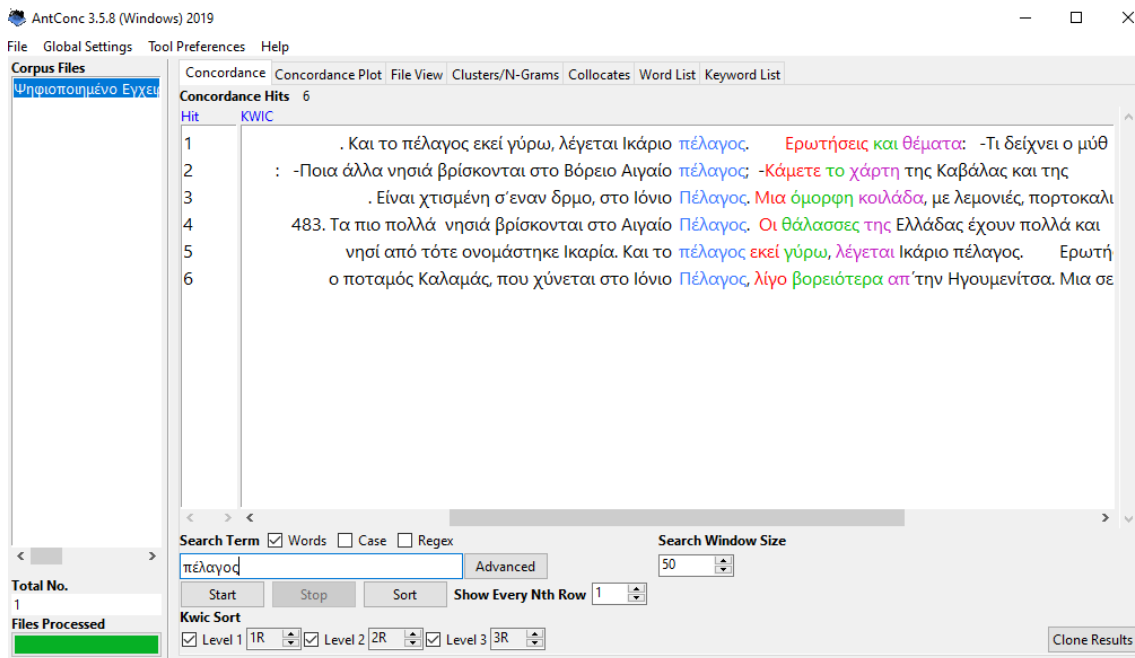 AntConc 3.5.8 (Windows) 2019
File Global Settings Tool Preferences Help
Corpus Files
Ψηφιοποιημένο Εγχει
Concordance Concordance Plot File View Clusters/N-Grams Collocates Word List Keyword List
Concordance Hits 6
Hit KWIC
1 . Και το πέλαγος εκεί γύρω, λέγεται Ικάριο πέλαγος. Ερωτήσεις και θέματα: -Τι δείχνει ο μύθ
2 : -Ποια άλλα νησιά βρίσκονται στο Βόρειο Αιγαίο πέλαγος; -Κάμετε το χάρτη της Καβάλας και της
3 . Είναι χτισμένη σ’εναν δρμο, στο Ιόνιο Πέλαγος. Μια όμορφη κοιλάδα, με λεμονιές, πορτοκαλι
4 483. Τα πιο πολλά νησιά βρίσκονται στο Αιγαίο Πέλαγος. Οι θάλασσες της Ελλάδας έχουν πολλά και
5 νησί από τότε ονομάστηκε Ικαρία. Και το πέλαγος εκεί γύρω, λέγεται Ικάριο πέλαγος. Ερωτή
6 ο ποταμός Καλαμάς, που χύνεται στο Ιόνιο Πέλαγος, λίγο βορειότερα απ΄την Ηγουμενίτσα. Μια σε
Search Term Words Case Regex Search Window Size
πέλαγος Advanced 50
Start Stop Sort Show Every Nth Row 1
Total No.
1
Files Processed
Kwic Sort
Level 1 1R Level 2 2R Level 3 3R Clone Results